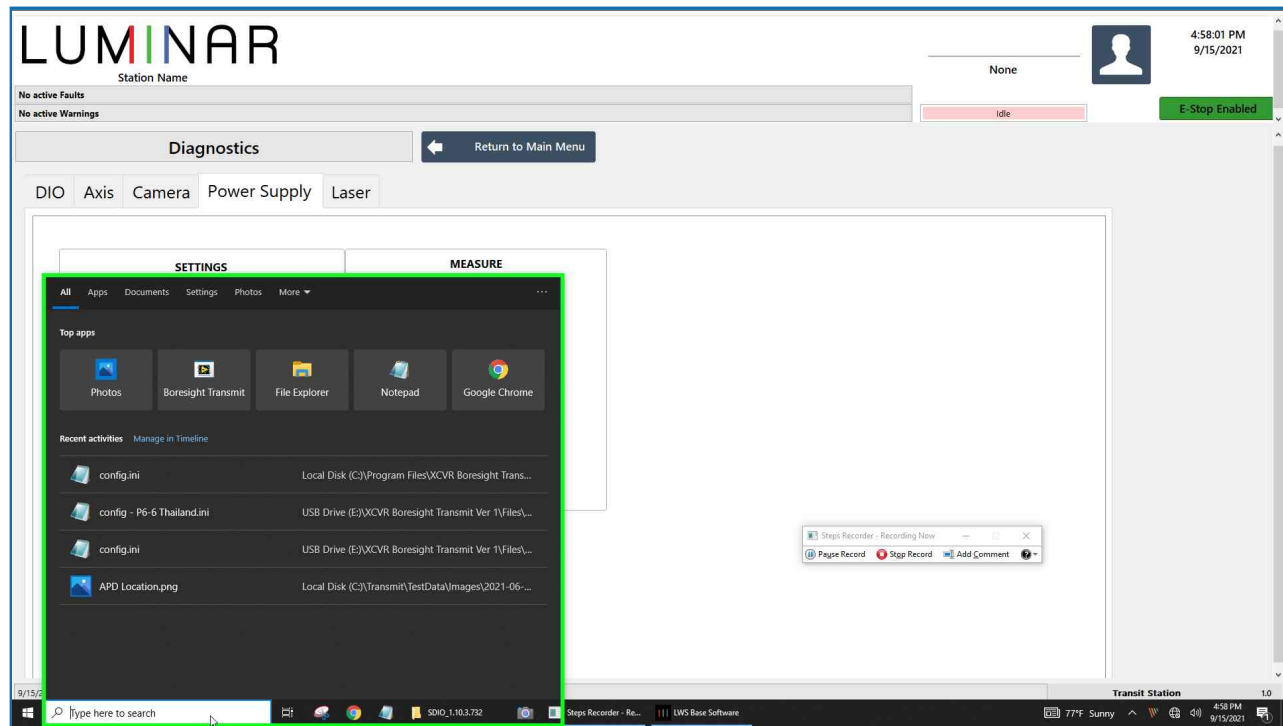 LUMINAR
Station Name
None
4:58:01 PM
9/15/2021
No active Faults
No active Warnings
Idle
E-Stop Enabled
Diagnostics
Return to Main Menu
DIO Axis Camera Power Supply Laser
SETTINGS MEASURE
All Apps Documents Settings Photos More ...
Top apps
Photos Boresight Transmit File Explorer Notepad Google Chrome
Recent activities Manage in Timeline
config.ini Local Disk (C:)\Program Files\XCVR Boresight Trans...
config - P6-6 Thailand.ini USB Drive (E:)\XCVR Boresight Transmit Ver 1\Files\...
config.ini USB Drive (E:)\XCVR Boresight Transmit Ver 1\Files\...
APD Location.png Local Disk (C:)\Transmit\TestData\Images\2021-06-...
Steps Recorder - Recording Now
Pause Record Stop Record Add Comment
9/15/2
Transit Station 1.0
Type here to search
SDIO_1.10.3.732
Steps Recorder - Re...
LWS Base Software
77°F Sunny
4:58 PM
9/15/2021